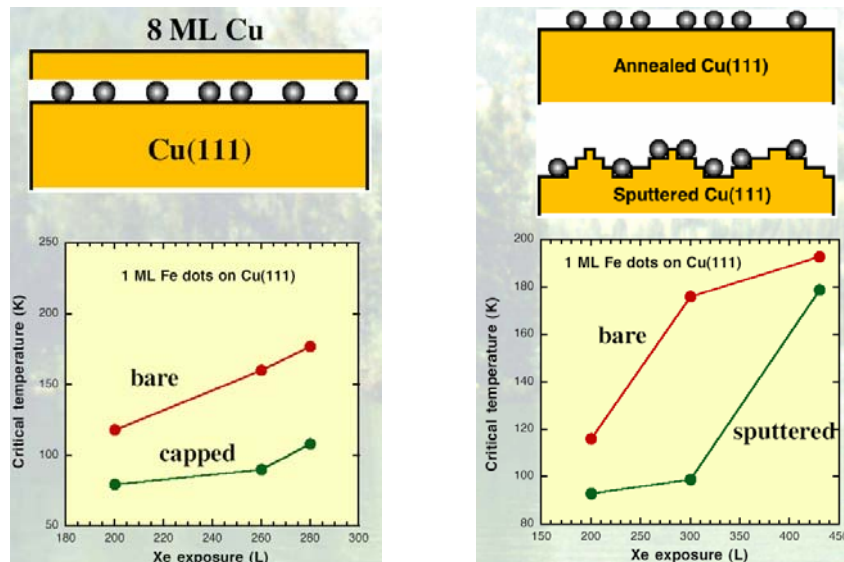 8 ML Cu
Cu(111)
250
200
150
100
50
Critical temperature (K)
1 ML Fe dots on Cu(111)
bare
capped
180 200 220 240 260 280 300
Xe exposure (L)
Annealed Cu(111)
Sputtered Cu(111)
200
180
160
140
120
100
80
Critical temperature (K)
1 ML Fe dots on Cu(111)
bare
sputtered
150 200 250 300 350 400 450
Xe exposure (L)